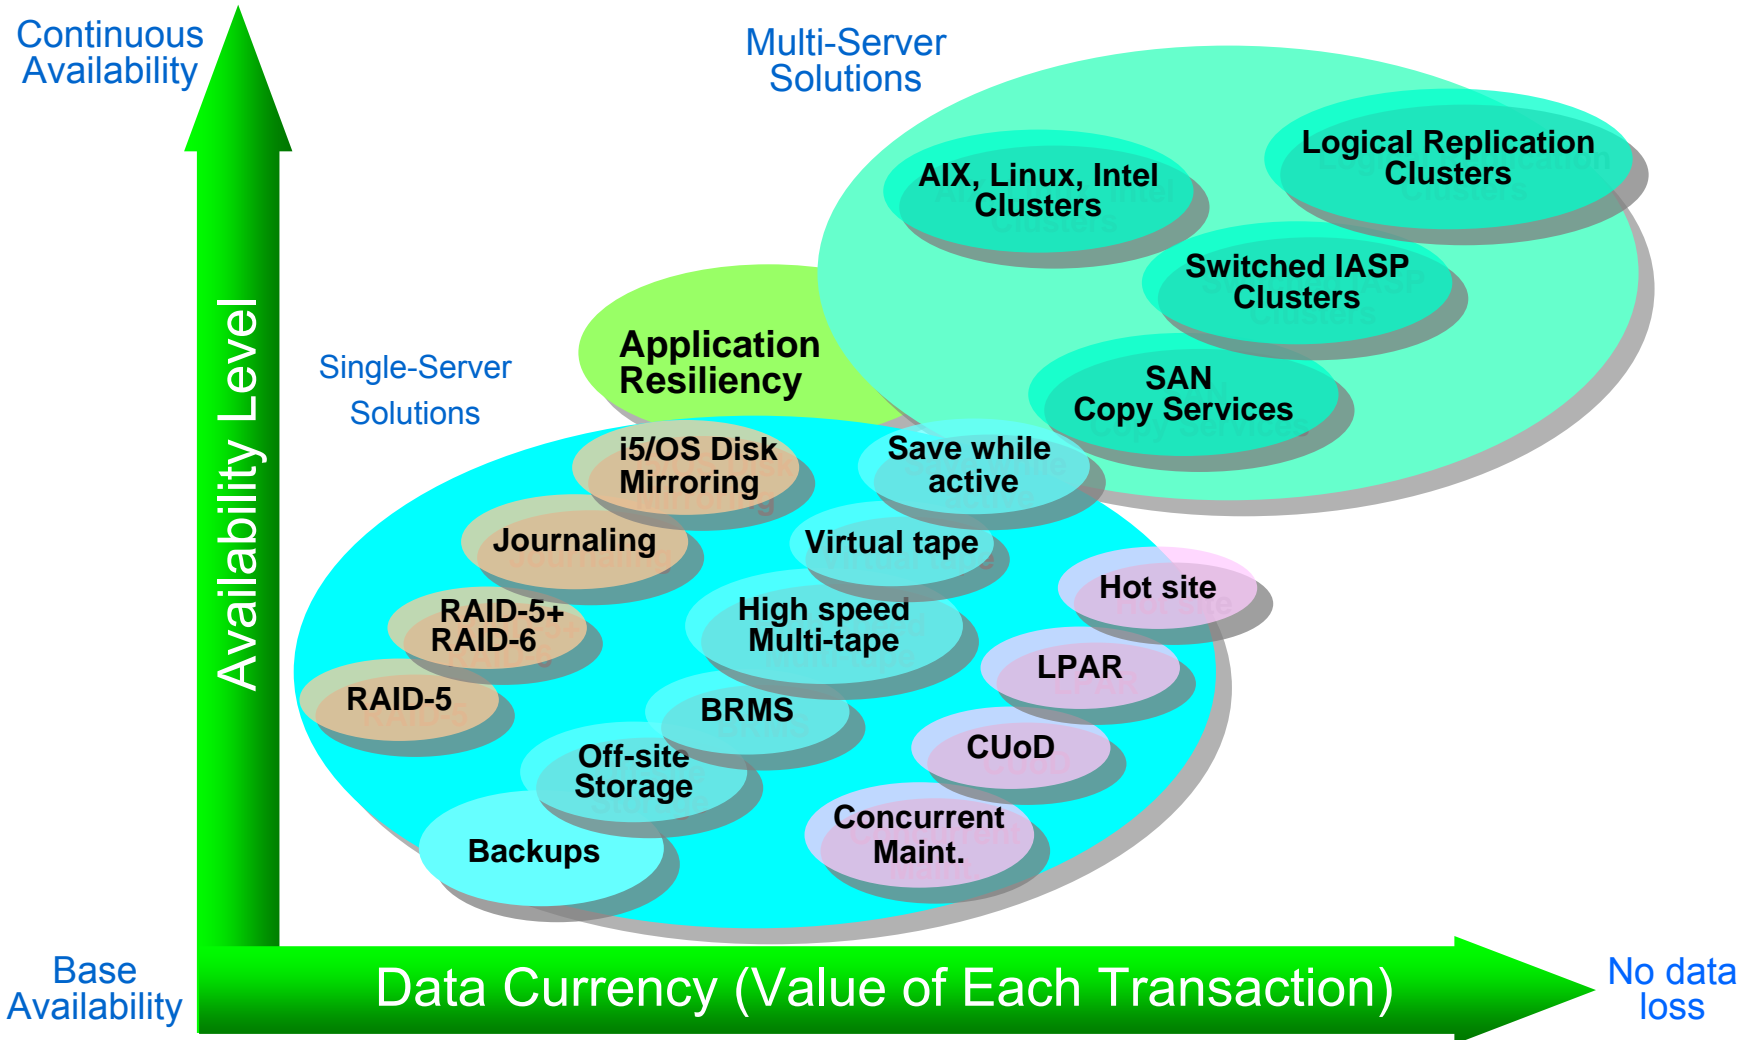 Continuous
Availability
Multi-Server
Solutions
Logical Replication
Clusters
AIX, Linux, Intel
Clusters
Switched IASP
Clusters
SAN
Copy Services
Application
Resiliency
Single-Server
Solutions
Availability Level
i5/OS Disk
Mirroring
Save while
active
Journaling
Virtual tape
Hot site
RAID-5+
RAID-6
High speed
Multi-tape
LPAR
RAID-5
BRMS
CUoD
Off-site
Storage
Concurrent
Maint.
Backups
Base
Availability
Data Currency (Value of Each Transaction)
No data
loss